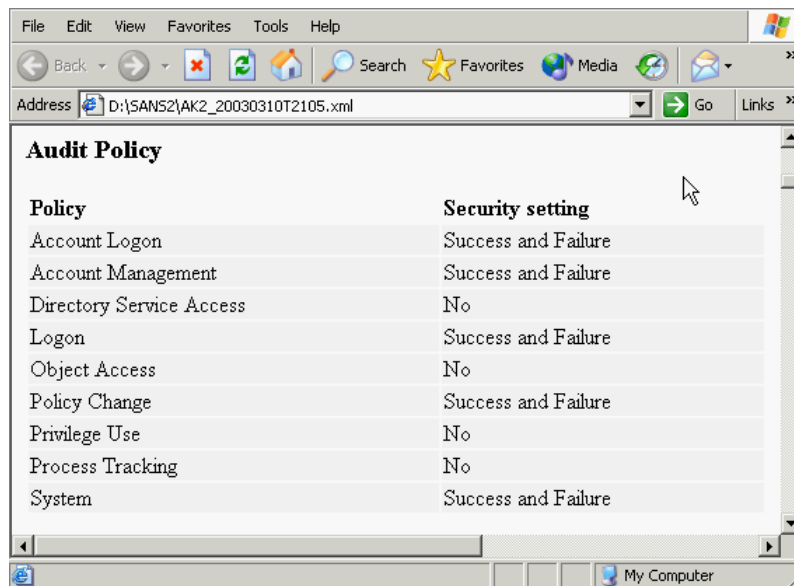 File Edit View Favorites Tools Help
Back Search Favorites Media »
Address D:\SANS2\AK2_20030310T2105.xml Go Links »
Audit Policy
Policy Security setting
Account Logon Success and Failure
Account Management Success and Failure
Directory Service Access No
Logon Success and Failure
Object Access No
Policy Change Success and Failure
Privilege Use No
Process Tracking No
System Success and Failure
My Computer